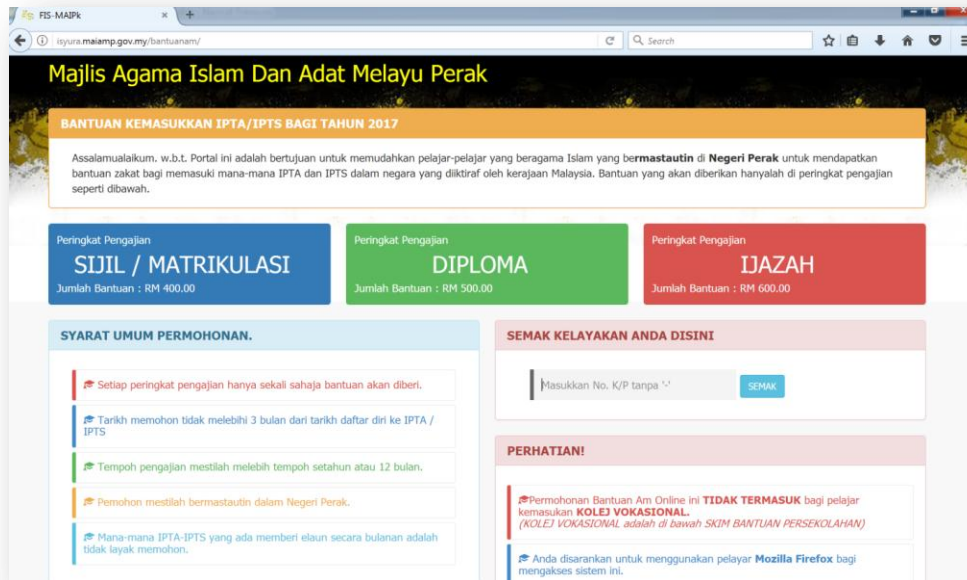 FIS-MAIPk
isyura.maiamp.gov.my/bantuanam/
Search
Majlis Agama Islam Dan Adat Melayu Perak
BANTUAN KEMASUKKAN IPTA/IPTS BAGI TAHUN 2017
Assalamualaikum. w.b.t. Portal ini adalah bertujuan untuk memudahkan pelajar-pelajar yang beragama Islam yang bermastautin di Negeri Perak untuk mendapatkan
bantuan zakat bagi memasuki mana-mana IPTA dan IPTS dalam negara yang diiktiraf oleh kerajaan Malaysia. Bantuan yang akan diberikan hanyalah di peringkat pengajian
seperti dibawah.
Peringkat Pengajian
SIJIL / MATRIKULASI
Jumlah Bantuan : RM 400.00
Peringkat Pengajian
DIPLOMA
Jumlah Bantuan : RM 500.00
Peringkat Pengajian
IJAZAH
Jumlah Bantuan : RM 600.00
SYARAT UMUM PERMOHONAN.
Setiap peringkat pengajian hanya sekali sahaja bantuan akan diberi.
Tarikh memohon tidak melebihi 3 bulan dari tarikh daftar diri ke IPTA /
IPTS
Tempoh pengajian mestilah melebih tempoh setahun atau 12 bulan.
Pemohon mestilah bermastautin dalam Negeri Perak.
Mana-mana IPTA-IPTS yang ada memberi elaun secara bulanan adalah
tidak layak memohon.
SEMAK KELAYAKAN ANDA DISINI
Masukkan No. K/P tanpa '-'
SEMAK
PERHATIAN!
Permohonan Bantuan Am Online ini TIDAK TERMASUK bagi pelajar
kemasukan KOLEJ VOKASIONAL.
(KOLEJ VOKASIONAL adalah di bawah SKIM BANTUAN PERSEKOLAHAN)
Anda disarankan untuk menggunakan pelayar Mozilla Firefox bagi
mengakses sistem ini.